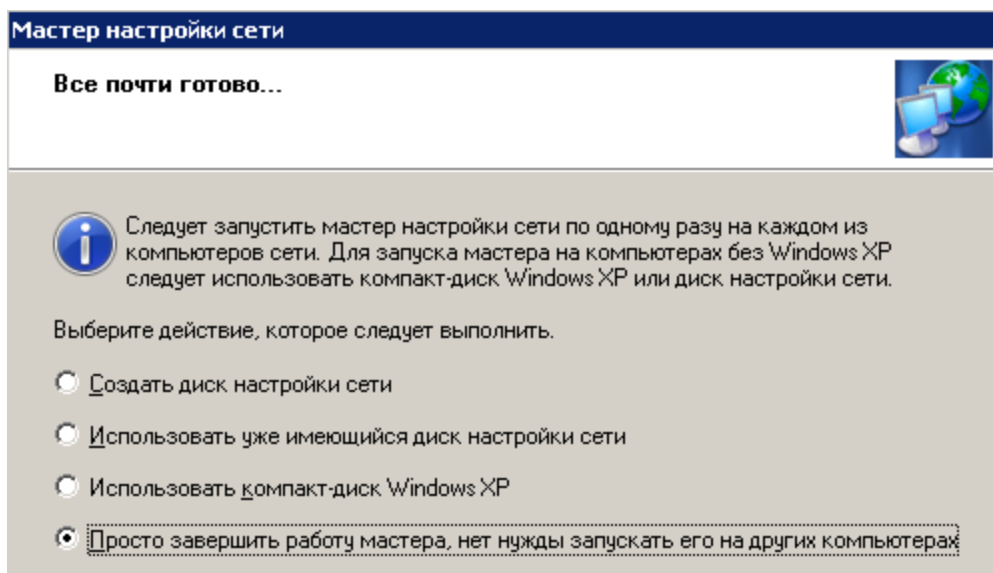 Мастер настройки сети
Все почти готово...
Следует запустить мастер настройки сети по одному разу на каждом из
компьютеров сети. Для запуска мастера на компьютерах без Windows XP
следует использовать компакт-диск Windows XP или диск настройки сети.
Выберите действие, которое следует выполнить.
Создать диск настройки сети
Использовать уже имеющийся диск настройки сети
Использовать компакт-диск Windows XP
Просто завершить работу мастера, нет нужды запускать его на других компьютерах